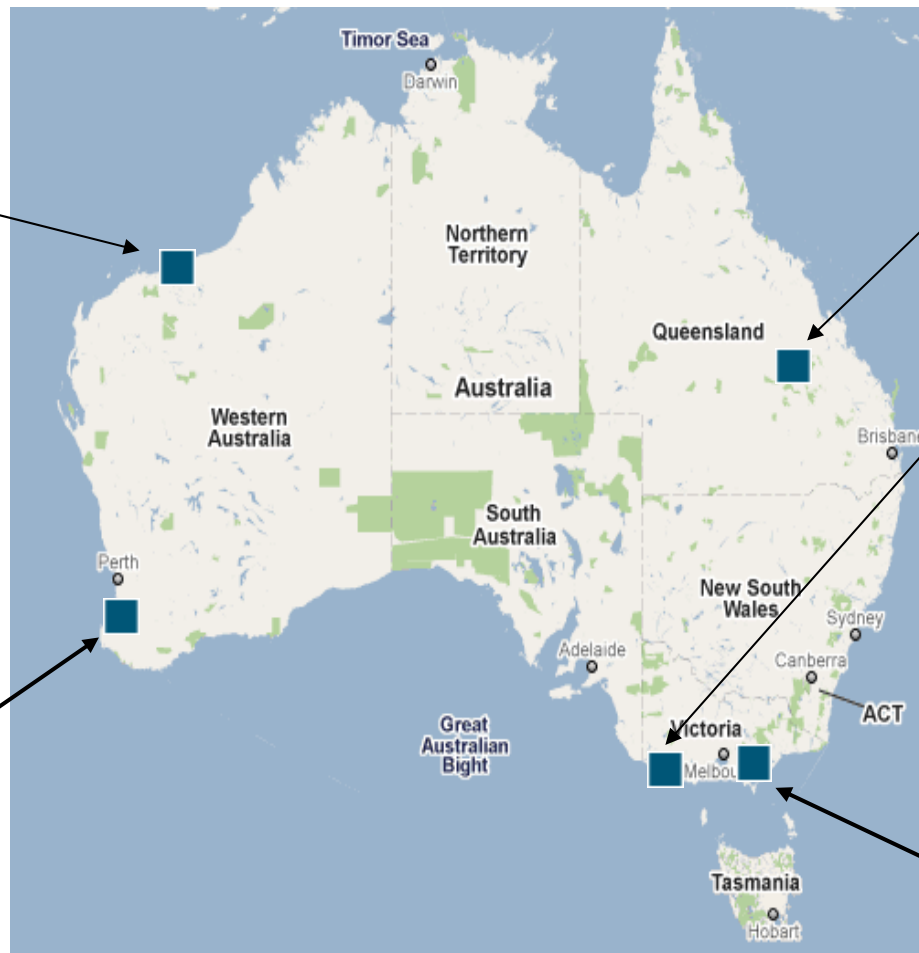 Timor Sea
Darwin
Northern
Territory
Queensland
Australia
Western
Australia
Brisbane
South
Australia
Perth
New South
Wales
Sydney
Adelaide
Canberra
ACT
Great
Australian
Bight
Victoria
Melbou
Tasmania
Hobart